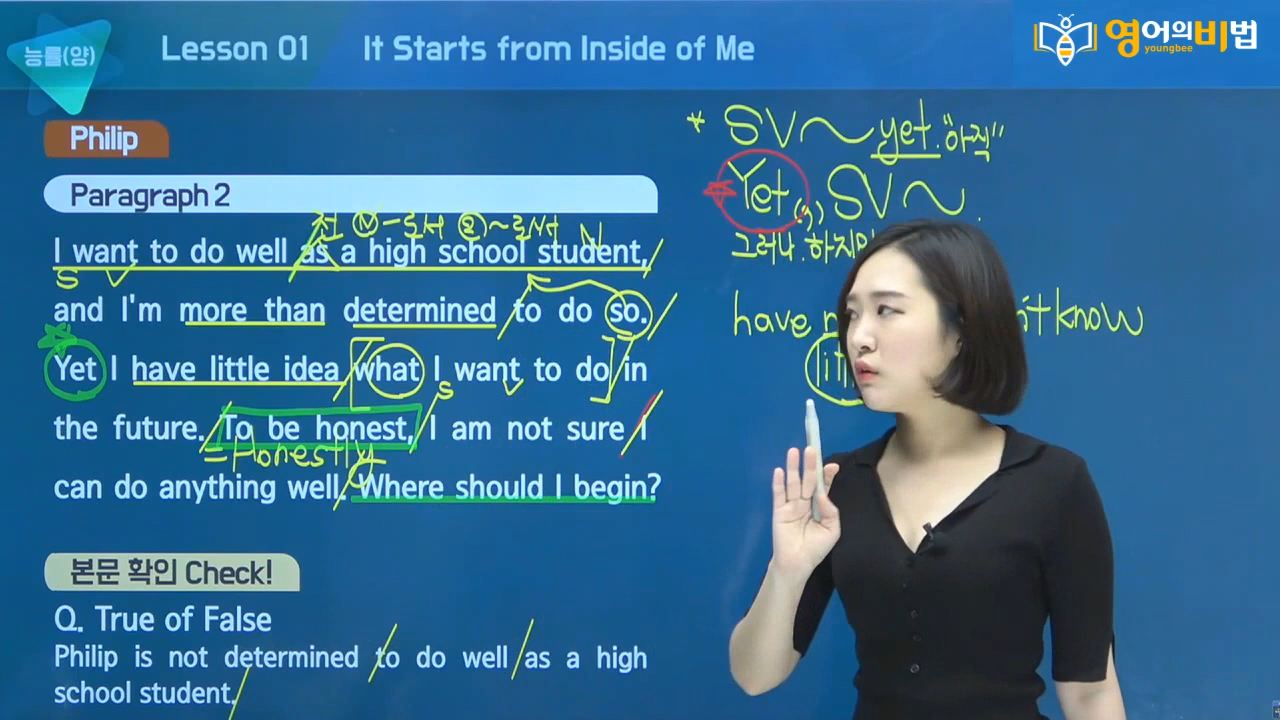 능률(양) Lesson 01 It Starts from Inside of Me
영어의비법
youngbee
Philip
Paragraph 2
I want to do well as a high school student,
and I'm more than determined to do so.
Yet I have little idea what I want to do in
the future. To be honest, I am not sure I
= Honestly
can do anything well. Where should I begin?
본문 확인 Check!
Q. True of False
Philip is not determined to do well as a high
school student.
* SV~yet. "아직"
* Yet (,) SV~.
그러나. 하지만
have
know